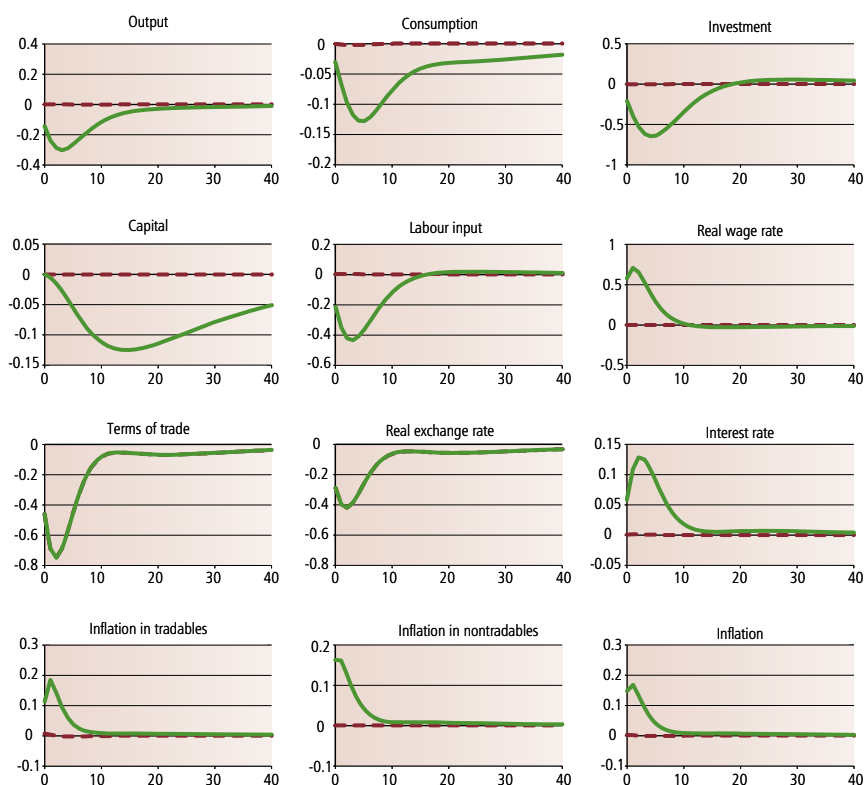 Output
0.4
0.2
0
-0.2
-0.4
0 10 20 30 40
Consumption
0
-0.05
-0.1
-0.15
-0.2
0 10 20 30 40
Investment
0.5
0
-0.5
-1
0 10 20 30 40
Capital
0.05
0
-0.05
-0.1
-0.15
0 10 20 30 40
Labour input
0.2
0
-0.2
-0.4
-0.6
0 10 20 30 40
Real wage rate
1
0.5
0
-0.5
0 10 20 30 40
Terms of trade
0
-0.2
-0.4
-0.6
-0.8
0 10 20 30 40
Real exchange rate
0
-0.2
-0.4
-0.6
-0.8
0 10 20 30 40
Interest rate
0.15
0.1
0.05
0
-0.05
0 10 20 30 40
Inflation in tradables
0.3
0.2
0.1
0
-0.1
0 10 20 30 40
Inflation in nontradables
0.2
0.1
0
-0.1
0 10 20 30 40
Inflation
0.3
0.2
0.1
0
-0.1
0 10 20 30 40